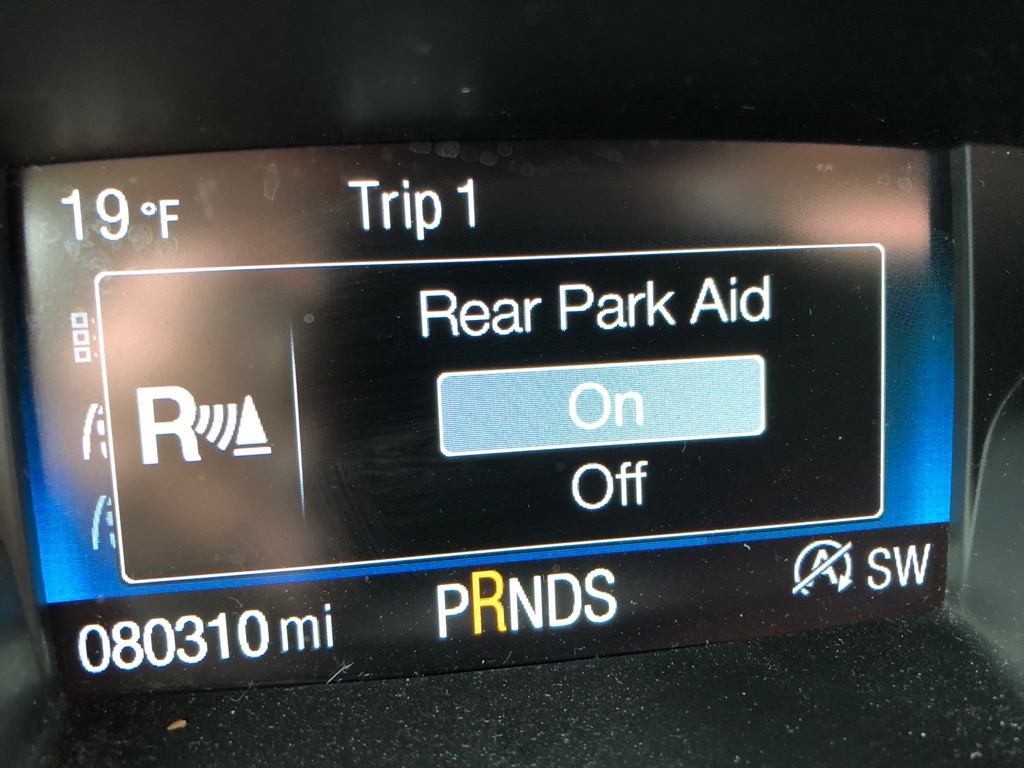 19 °F
Trip 1
Rear Park Aid
R
On
Off
PRNDS
A SW
080310 mi